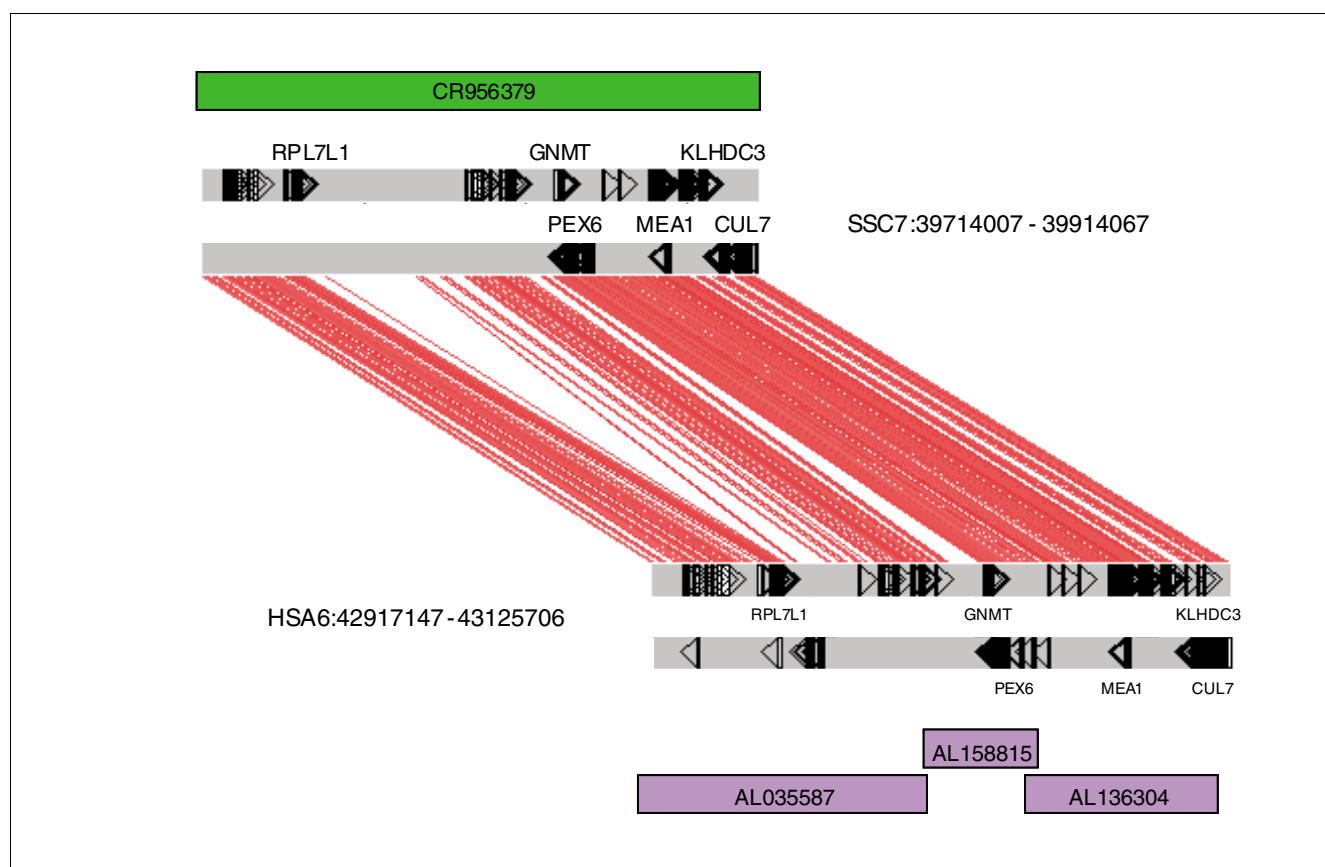 CR956379
RPL7L1 GNMT KLHDC3
PEX6 MEA1 CUL7
SSC7:39714007 - 39914067
HSA6:42917147 - 43125706
RPL7L1 GNMT KLHDC3
PEX6 MEA1 CUL7
AL158815
AL035587 AL136304